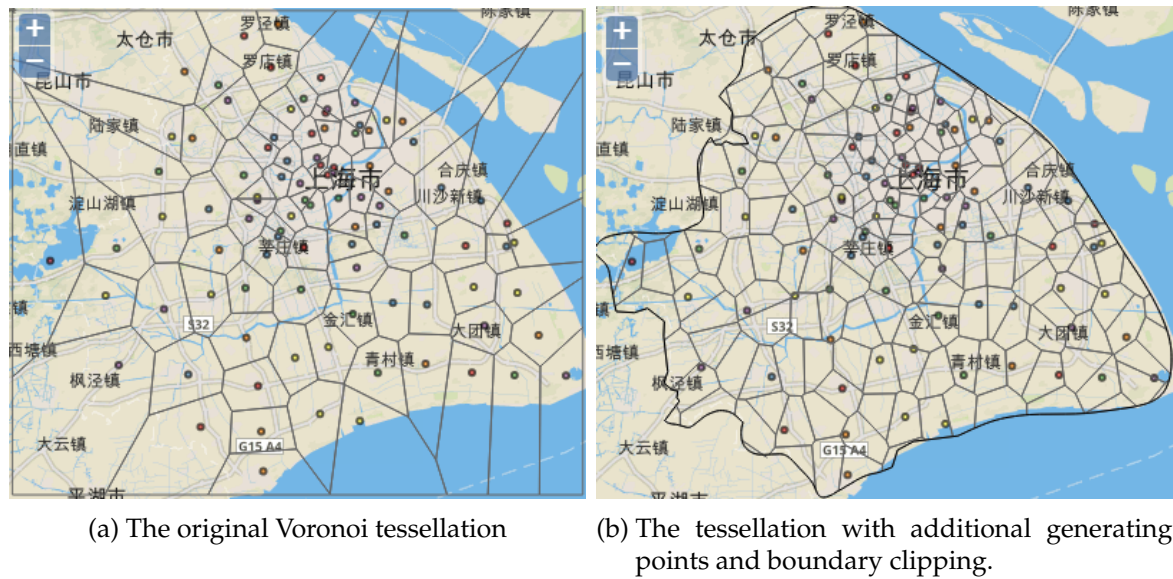 +
−
罗泾镇
陈家镇
太仓市
罗店镇
昆山市
陆家镇
直镇
合庆镇
上海市
川沙新镇
淀山湖镇
莘庄镇
S32
金汇镇
大团镇
西塘镇
青村镇
枫泾镇
大云镇
G15 A4
平湖市
+
−
罗泾镇
陈家镇
太仓市
罗店镇
昆山市
陆家镇
直镇
合庆镇
上海市
川沙新镇
淀山湖镇
莘庄镇
S32
金汇镇
大团镇
西塘镇
青村镇
枫泾镇
大云镇
G15 A4
平湖市
(a) The original Voronoi tessellation
(b) The tessellation with additional generating
points and boundary clipping.